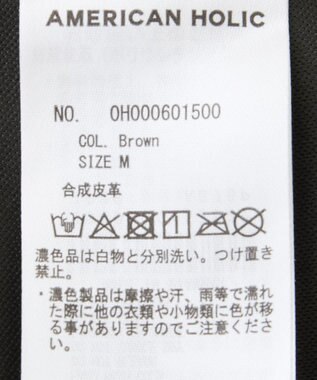 AMERICAN HOLIC
NO. OH000601500
COL. Brown
SIZE M
合成皮革
濃色品は白物と分別洗い。つけ置き
禁止。
・濃色製品は摩擦や汗、雨等で濡れ
た際に他の衣類や小物類に色が移
る事がありますのでご注意くださ
い。